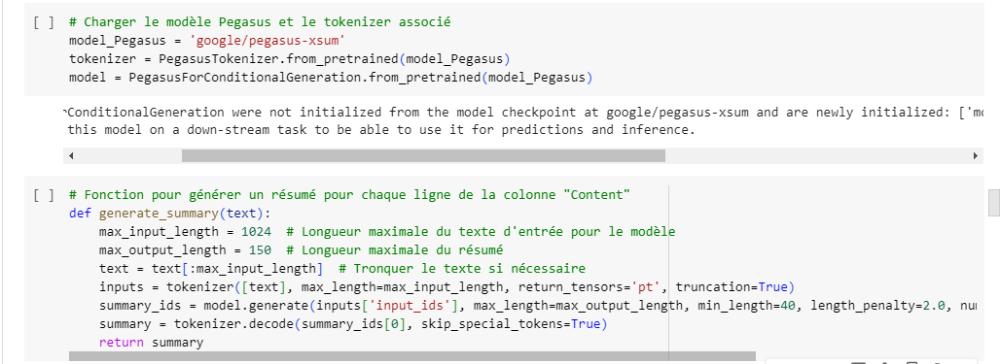 [ ] # Charger le modèle Pegasus et le tokenizer associé
model_Pegasus = 'google/pegasus-xsum'
tokenizer = PegasusTokenizer.from_pretrained(model_Pegasus)
model = PegasusForConditionalGeneration.from_pretrained(model_Pegasus)
ConditionalGeneration were not initialized from the model checkpoint at google/pegasus-xsum and are newly initialized: ['mo
this model on a down-stream task to be able to use it for predictions and inference.
[ ] # Fonction pour générer un résumé pour chaque ligne de la colonne "Content"
def generate_summary(text):
max_input_length = 1024 # Longueur maximale du texte d'entrée pour le modèle
max_output_length = 150 # Longueur maximale du résumé
text = text[:max_input_length] # Tronquer le texte si nécessaire
inputs = tokenizer([text], max_length=max_input_length, return_tensors='pt', truncation=True)
summary_ids = model.generate(inputs['input_ids'], max_length=max_output_length, min_length=40, length_penalty=2.0,
summary = tokenizer.decode(summary_ids[0], skip_special_tokens=True)
return summary